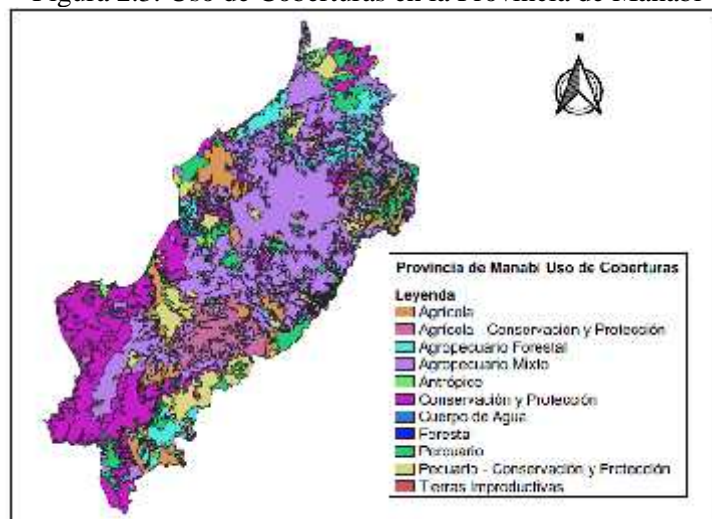 Figura 2.5. Uso de Coberturas en la Provincia de Manabí
N
Provincia de Manabí Uso de Coberturas
Leyenda
Agrícola
Agrícola - Conservación y Protección
Agropecuario Forestal
Agropecuario Mixto
Antrópico
Conservación y Protección
Cuerpo de Agua
Foresta
Pecuario
Pecuario - Conservación y Protección
Tierras Improductivas